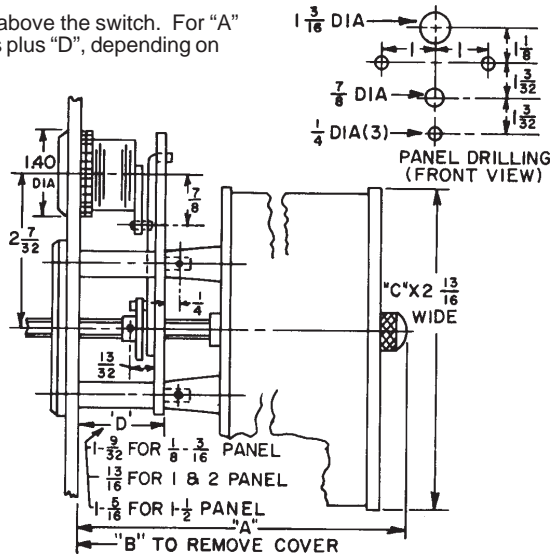 above the switch. For “A”
s plus “D”, depending on
1 3/16 DIA
1
1
1 1/8
1 3/32
7/8 DIA
1 3/32
1/4 DIA(3)
PANEL DRILLING
(FRONT VIEW)
1.40
DIA
7/8
2 7/32
"C" X 2 13/16
WIDE
1/4
13/32
"D"
1-9/32 FOR 1/8 - 3/16 PANEL
13/16 FOR 1 & 2 PANEL
1-5/16 FOR 1-1/2 PANEL
"A"
"B" TO REMOVE COVER